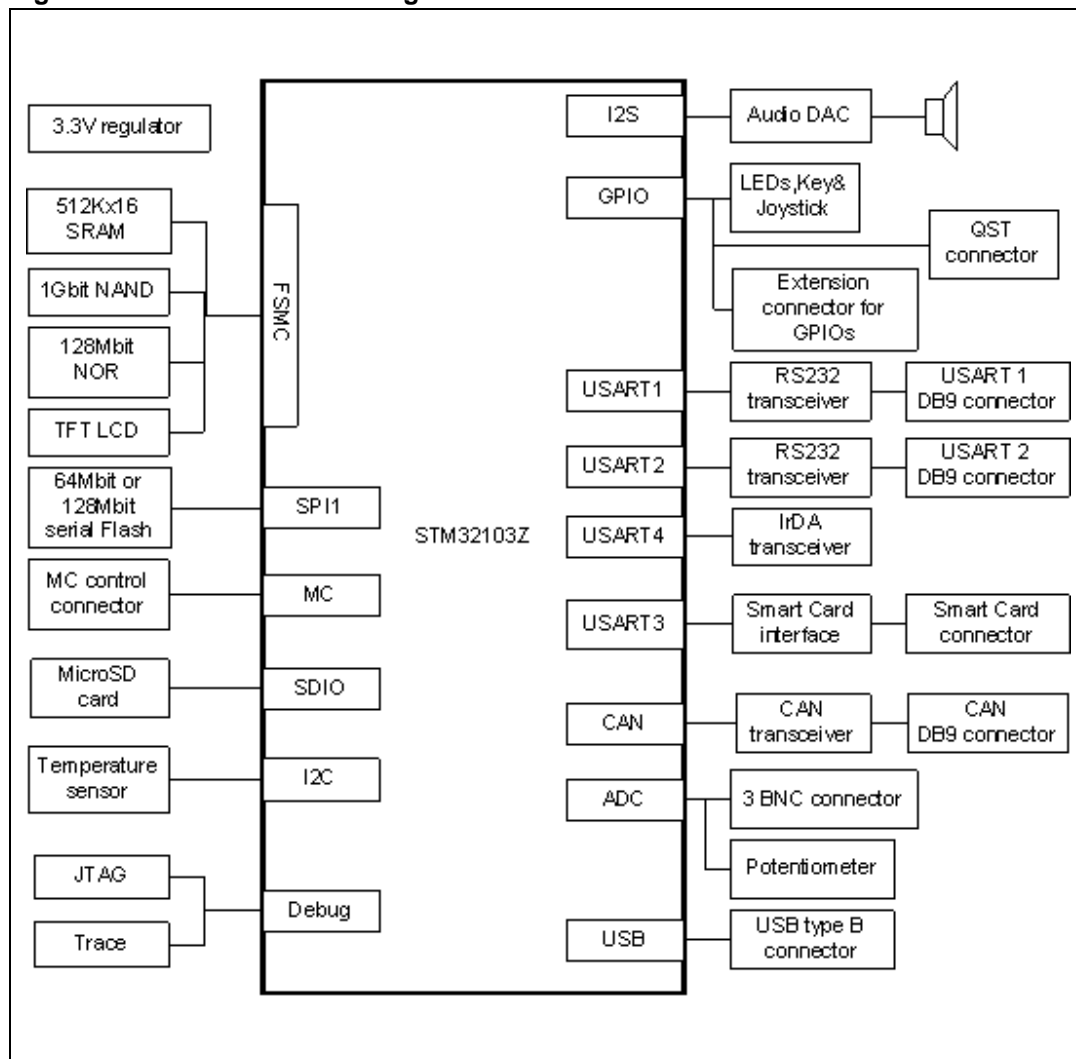 3.3V regulator
512Kx16
SRAM
1Gbit NAND
128Mbit
NOR
TFT LCD
64Mbit or
128Mbit
serial Flash
MC control
connector
MicroSD
card
Temperature
sensor
JTAG
Trace
FSMC
SPI1
MC
SDIO
I2C
Debug
STM32103Z
I2S
GPIO
USART1
USART2
USART4
USART3
CAN
ADC
USB
Audio DAC
LEDs,Key&
Joystick
QST
connector
Extension
connector for
GPIOs
RS232
transceiver
USART 1
DB9 connector
RS232
transceiver
USART 2
DB9 connector
IrDA
transceiver
Smart Card
interface
Smart Card
connector
CAN
transceiver
CAN
DB9 connector
3 BNC connector
Potentiometer
USB type B
connector